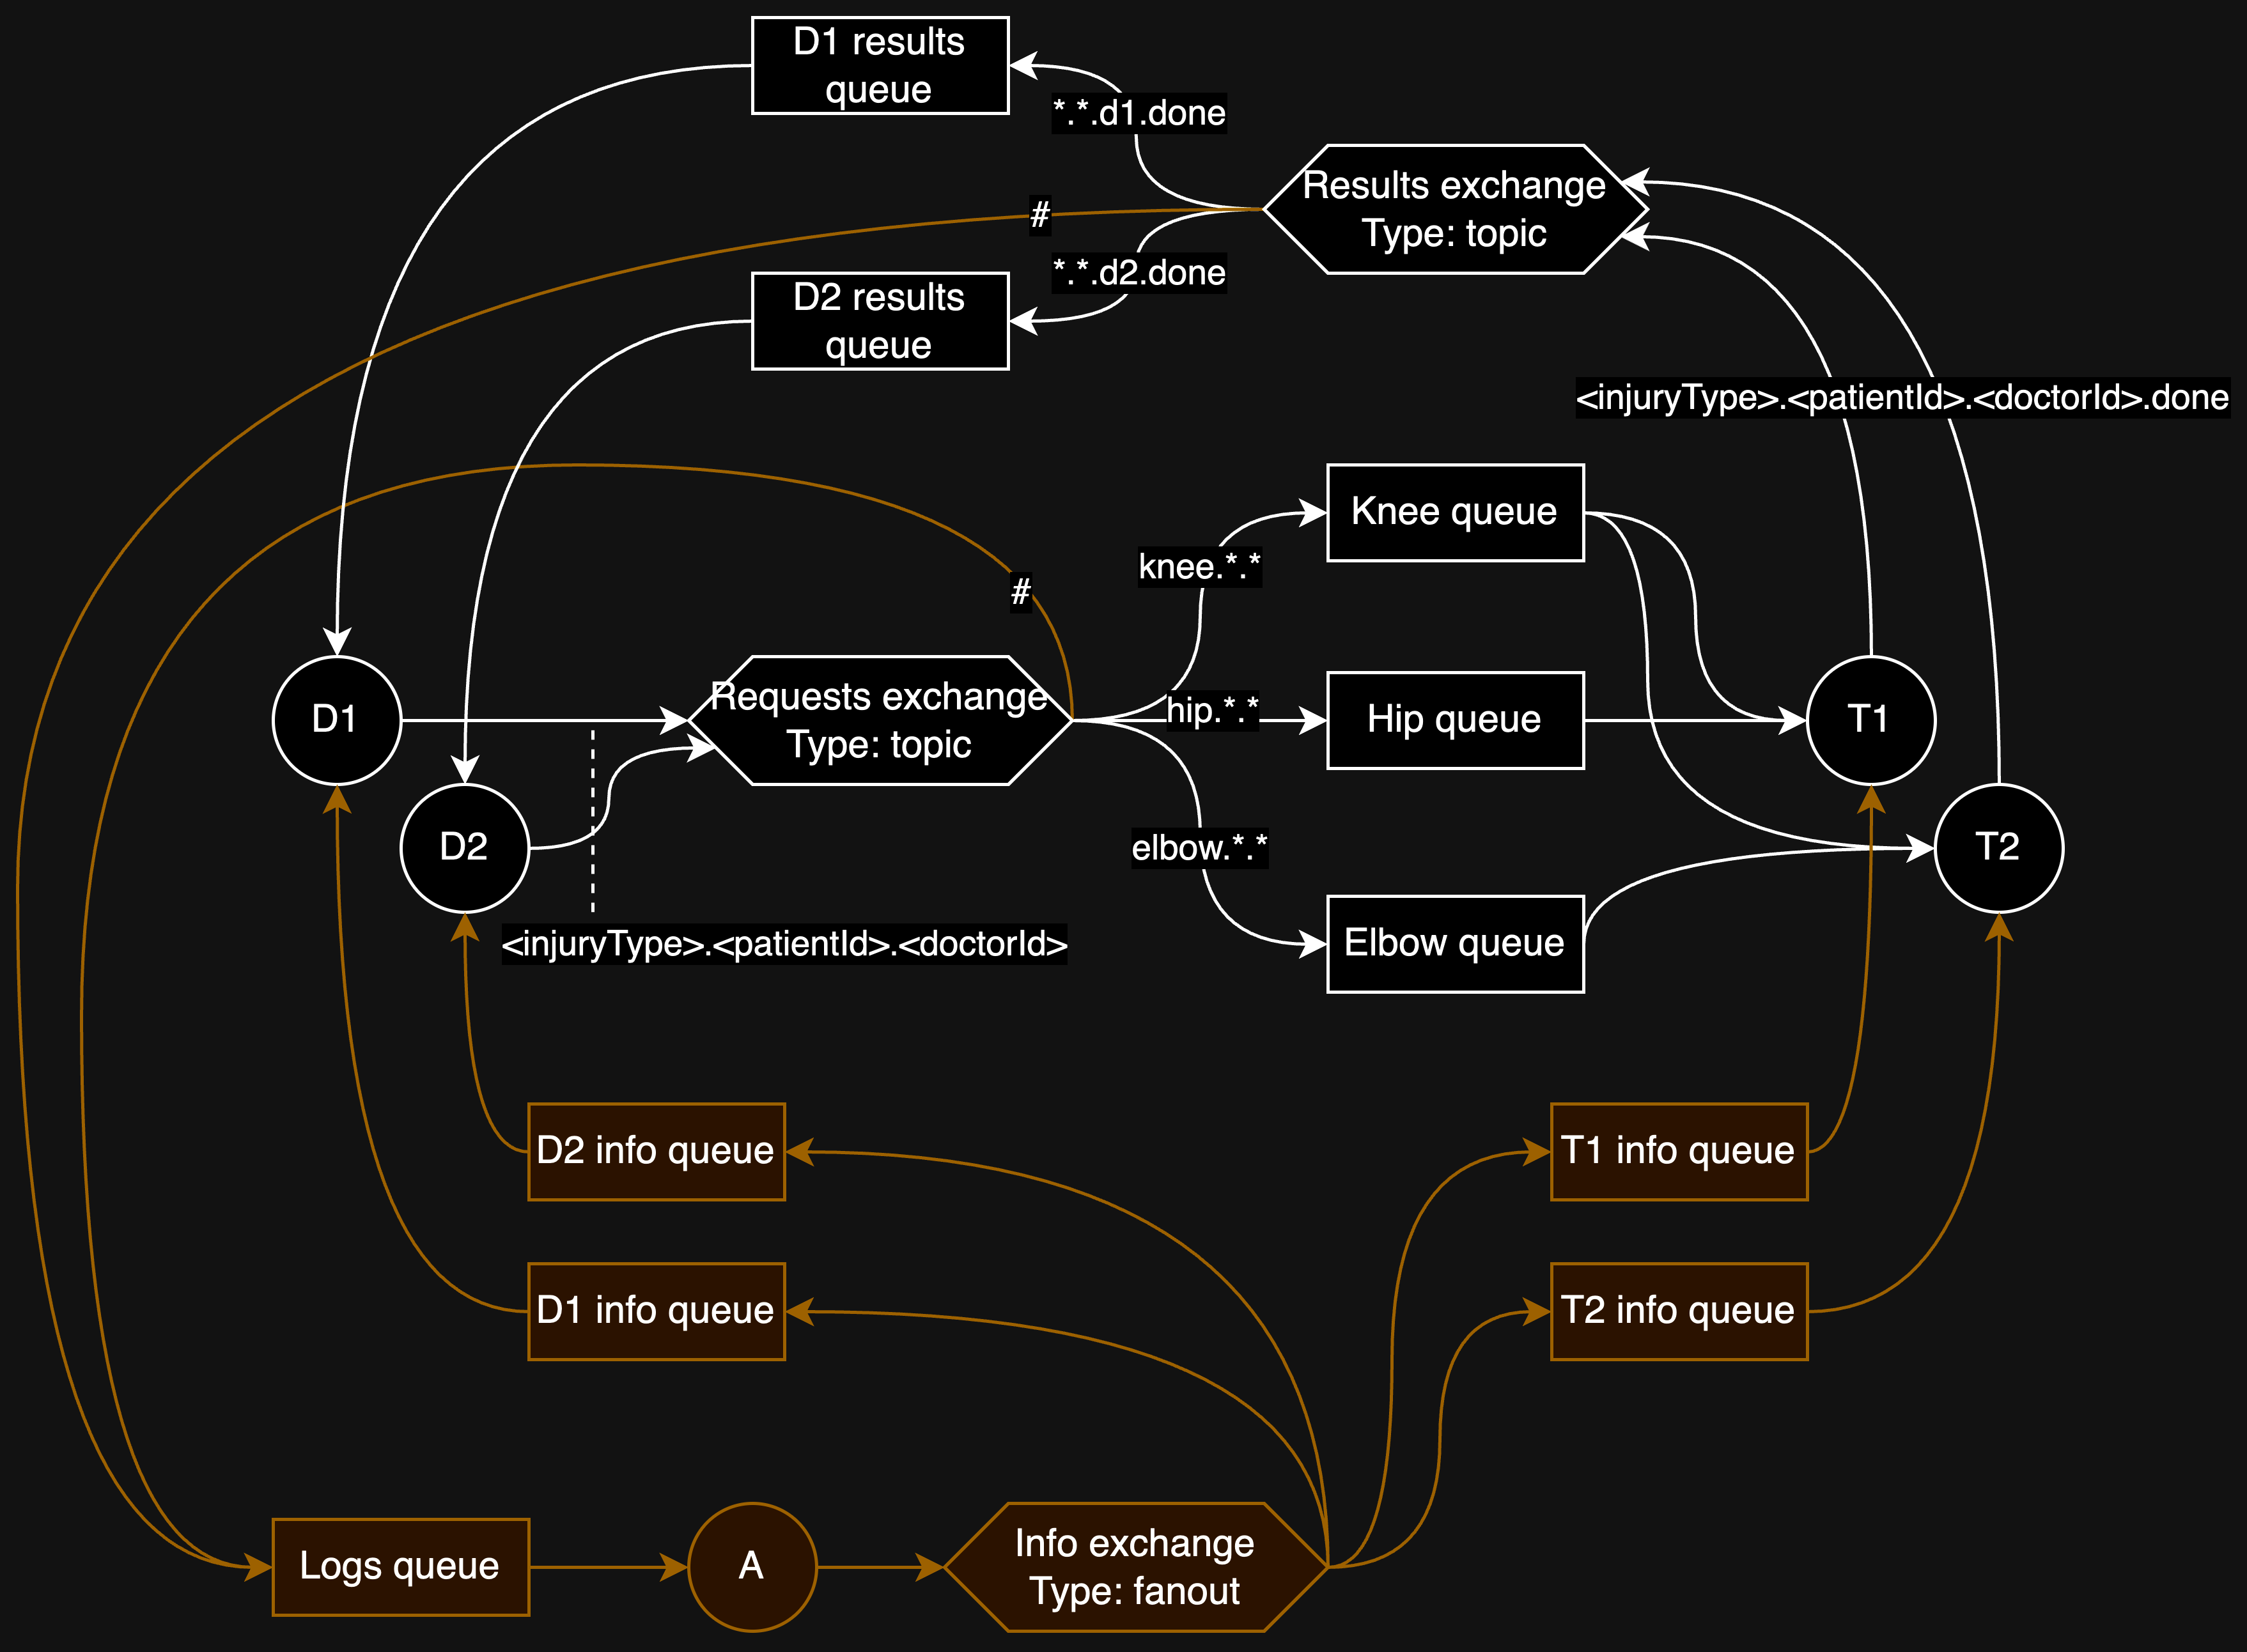 D1 results
queue
*.*.d1.done
Results exchange
Type: topic
#
*.*.d2.done
D2 results
queue
<injuryType>.<patientId>.<doctorId>.done
Knee queue
knee.*.*
#
D1
Requests exchange
Type: topic
hip.*.*
Hip queue
T1
D2
elbow.*.*
T2
<injuryType>.<patientId>.<doctorId>
Elbow queue
D2 info queue
T1 info queue
D1 info queue
T2 info queue
Logs queue
A
Info exchange
Type: fanout